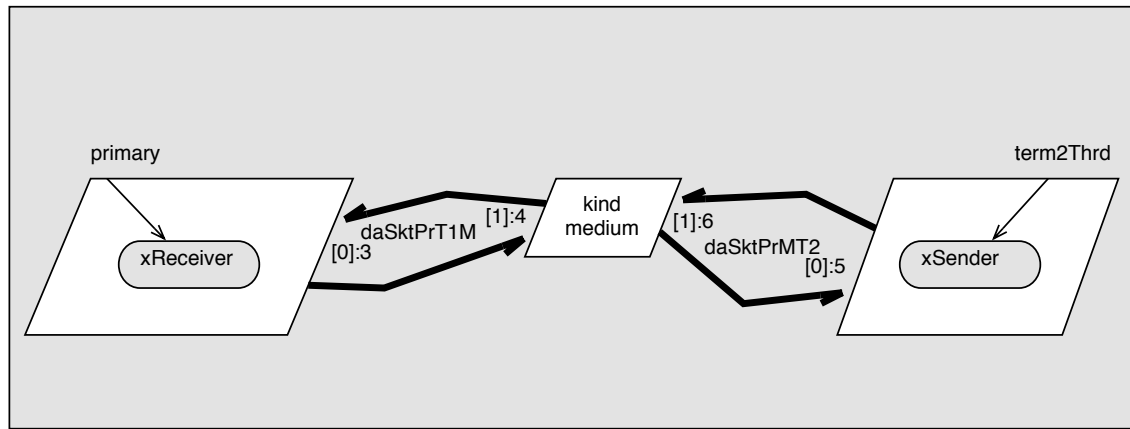 primary
term2Thrd
kind
medium
[1]:4
[1]:6
daSktPrT1M
daSktPrMT2
[0]:3
[0]:5
xReceiver
xSender